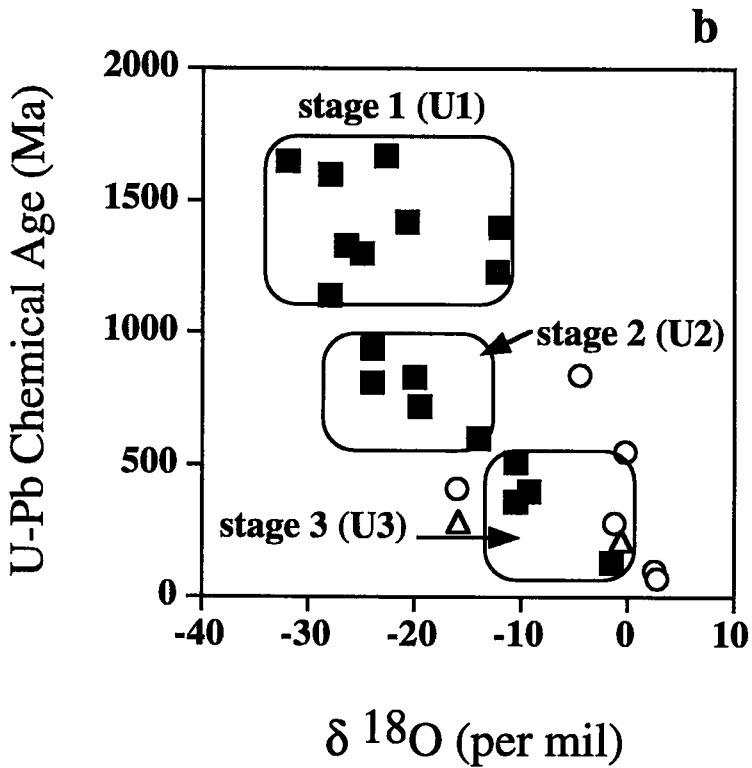 b
U-Pb Chemical Age (Ma)
2000
1500
1000
500
0
stage 1 (U1)
stage 2 (U2)
stage 3 (U3)
-40 -30 -20 -10 0 10
δ 18O (per mil)